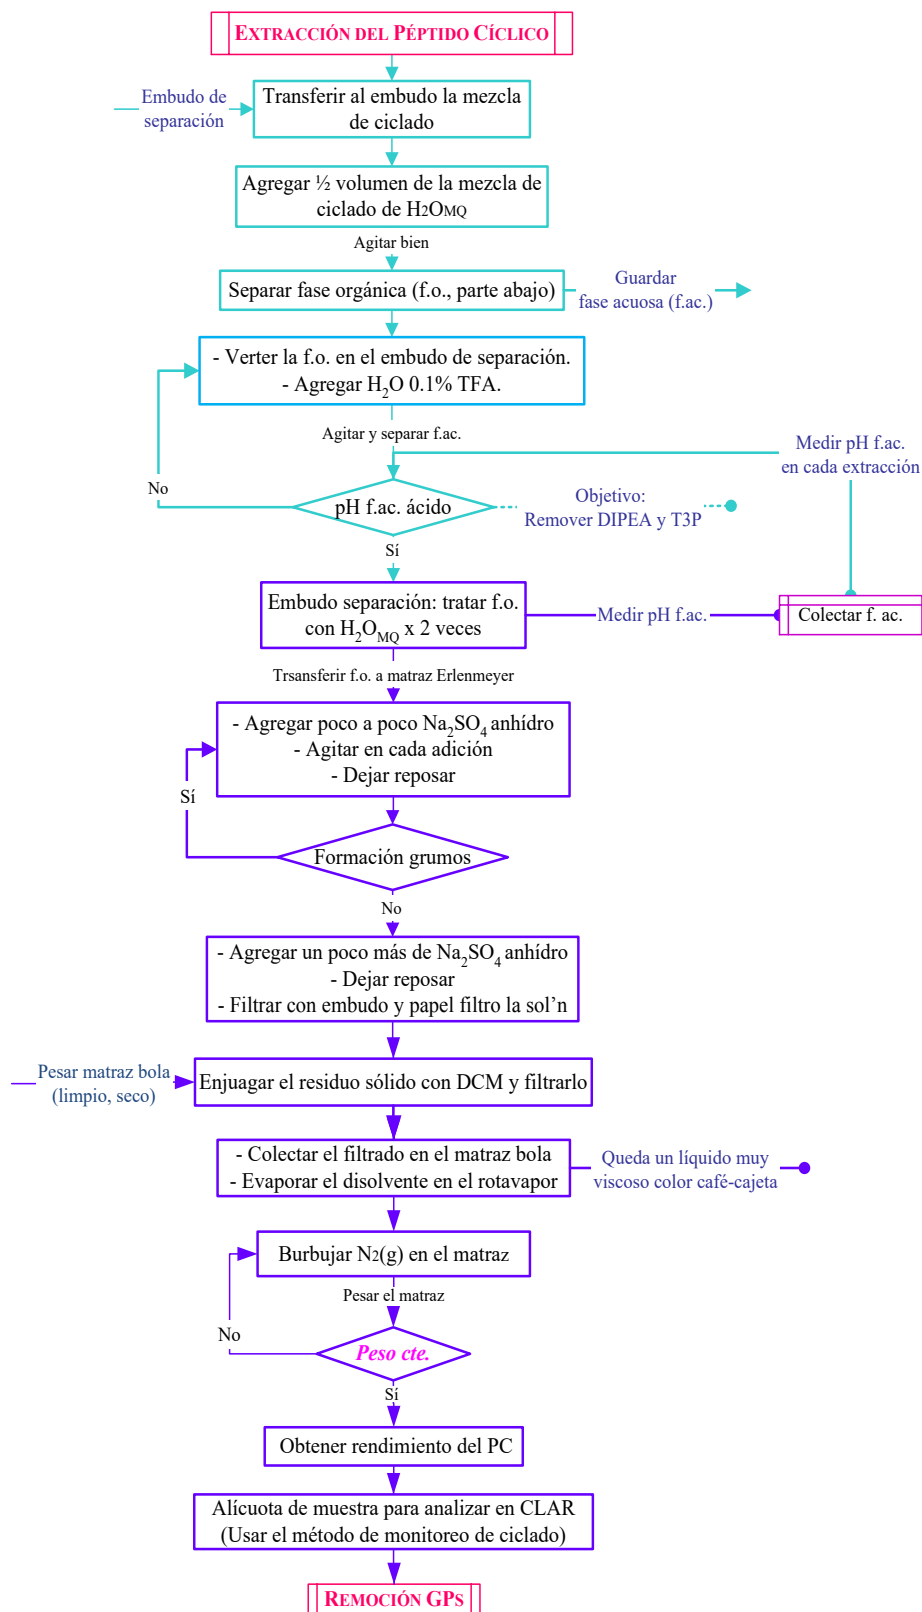 EXTRACCIÓN DEL PÉPTIDO CÍCLICO
Embudo de
separación
Transferir al embudo la mezcla
de ciclado
Agregar ½ volumen de la mezcla de
ciclado de H2OMQ
Agitar bien
Separar fase orgánica (f.o., parte abajo)
Guardar
fase acuosa (f.ac.)
- Verter la f.o. en el embudo de separación.
- Agregar H₂O 0.1% TFA.
Agitar y separar f.ac.
Medir pH f.ac.
en cada extracción
No
pH f.ac. ácido
Objetivo:
Remover DIPEA y T3P
Sí
Embudo separación: tratar f.o.
con H₂O_MQ x 2 veces
Medir pH f.ac.
Colectar f. ac.
Trsansferir f.o. a matraz Erlenmeyer
- Agregar poco a poco Na₂SO₄ anhídro
- Agitar en cada adición
- Dejar reposar
Sí
Formación grumos
No
- Agregar un poco más de Na₂SO₄ anhídro
- Dejar reposar
- Filtrar con embudo y papel filtro la sol’n
Pesar matraz bola
(limpio, seco)
Enjuagar el residuo sólido con DCM y filtrarlo
- Colectar el filtrado en el matraz bola
- Evaporar el disolvente en el rotavapor
Queda un líquido muy
viscoso color café-cajeta
Burbujar N2(g) en el matraz
Pesar el matraz
No
Peso cte.
Sí
Obtener rendimiento del PC
Alícuota de muestra para analizar en CLAR
(Usar el método de monitoreo de ciclado)
REMOCIÓN GPS